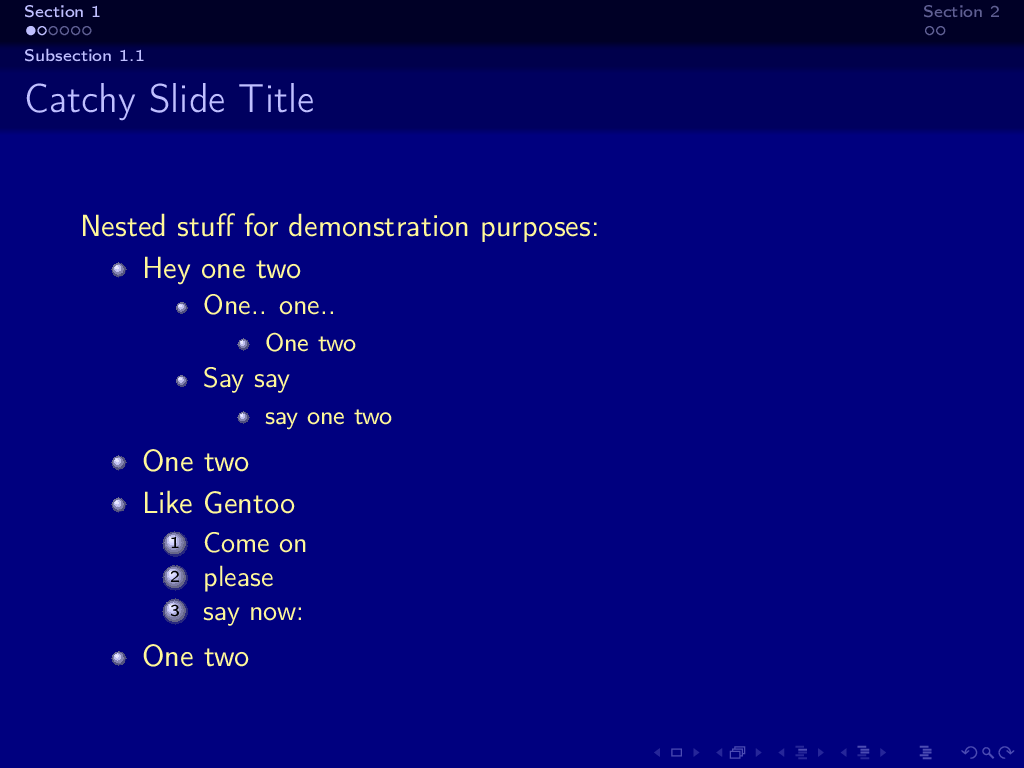 Section 1
Section 2
Subsection 1.1
Catchy Slide Title
Nested stuff for demonstration purposes:
Hey one two
One.. one..
One two
Say say
say one two
One two
Like Gentoo
1 Come on
2 please
3 say now:
One two